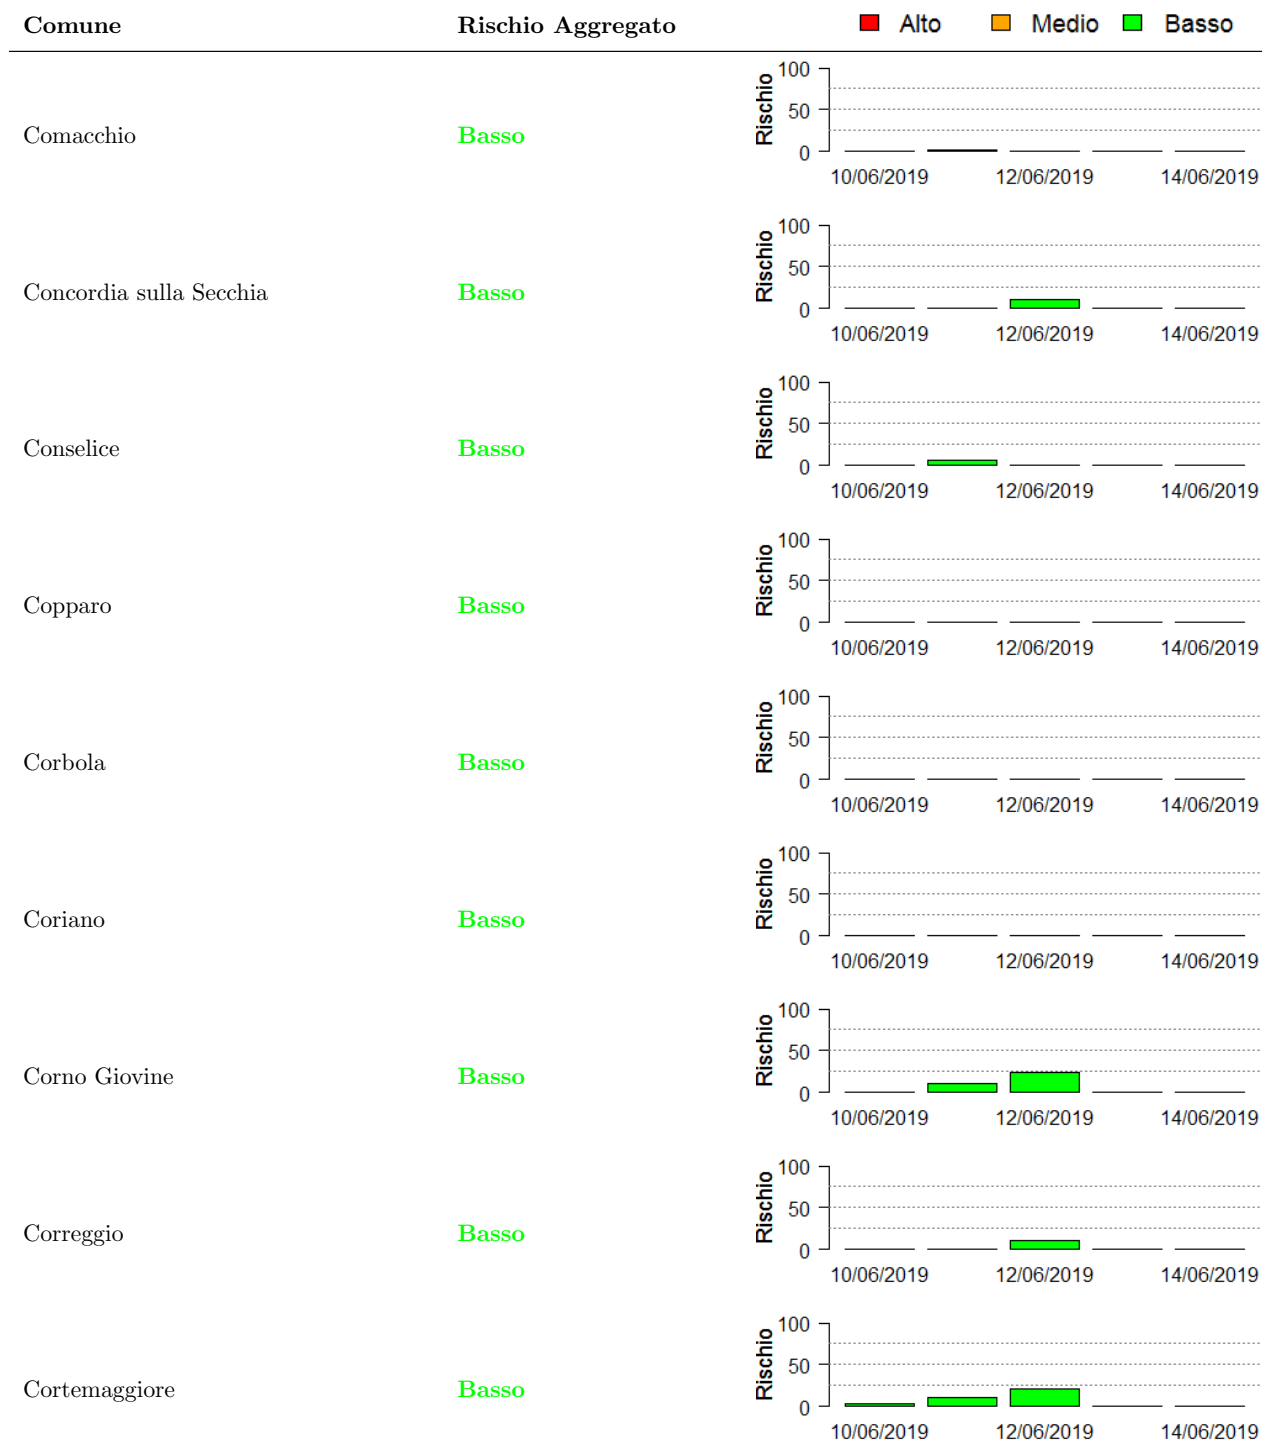 Comune Rischio Aggregato Alto Medio Basso
100
50
0
Rischio
Comacchio Basso
10/06/2019 12/06/2019 14/06/2019
100
50
0
Rischio
Concordia sulla Secchia Basso
10/06/2019 12/06/2019 14/06/2019
100
50
0
Rischio
Conselice Basso
10/06/2019 12/06/2019 14/06/2019
100
50
0
Rischio
Copparo Basso
10/06/2019 12/06/2019 14/06/2019
100
50
0
Rischio
Corbola Basso
10/06/2019 12/06/2019 14/06/2019
100
50
0
Rischio
Coriano Basso
10/06/2019 12/06/2019 14/06/2019
100
50
0
Rischio
Corno Giovine Basso
10/06/2019 12/06/2019 14/06/2019
100
50
0
Rischio
Correggio Basso
10/06/2019 12/06/2019 14/06/2019
100
50
0
Rischio
Cortemaggiore Basso
10/06/2019 12/06/2019 14/06/2019